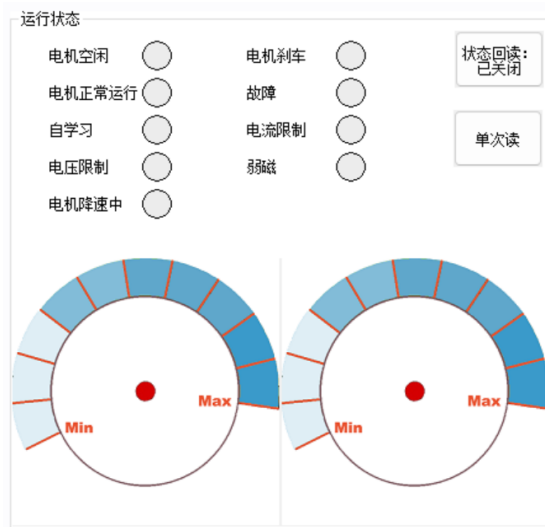 运行状态
电机空闲
电机刹车
状态回读：
已关闭
电机正常运行
故障
自学习
电流限制
单次读
电压限制
弱磁
电机降速中
Max
Max
Min
Min